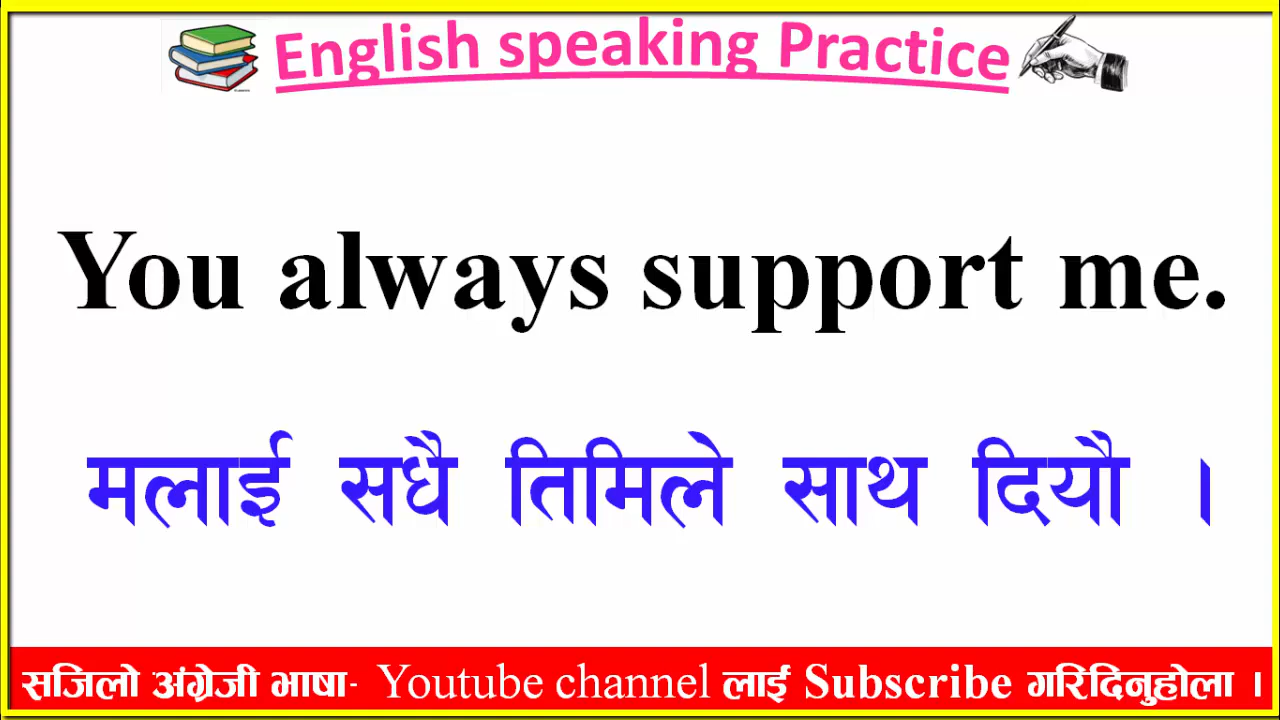 English speaking Practice
You always support me.
मलाई सधै तिमिले साथ दियौ ।
सजिलो अंग्रेजी भाषा- Youtube channel लाई Subscribe गरिदिनुहोला ।